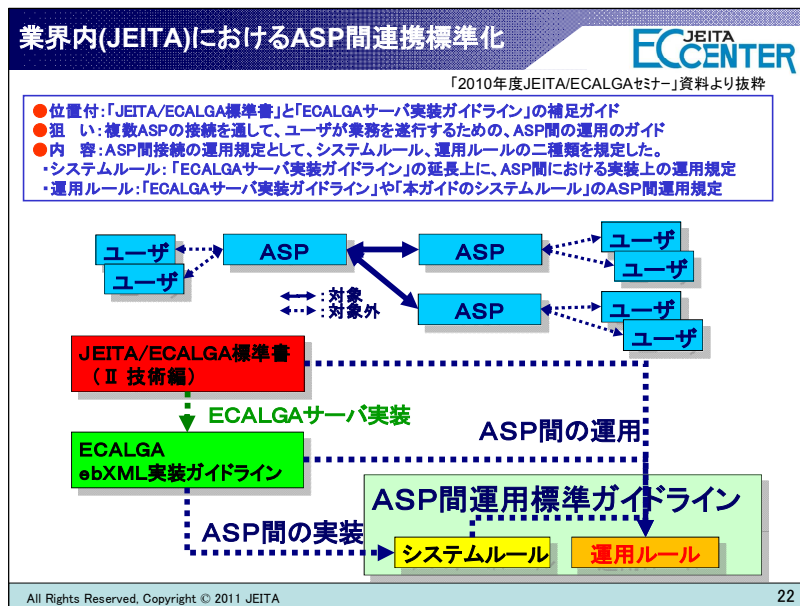 業界内(JEITA)におけるASP間連携標準化
JEITA
ECCENTER
「2010年度JEITA/ECALGAセミナー」資料より抜粋
●位置付:「JEITA/ECALGA標準書」と「ECALGAサーバ実装ガイドライン」の補足ガイド
●狙 い:複数ASPの接続を通して、ユーザが業務を遂行するための、ASP間の運用のガイド
●内 容:ASP間接続の運用規定として、システムルール、運用ルールの二種類を規定した。
・システムルール:「ECALGAサーバ実装ガイドライン」の延長上に、ASP間における実装上の運用規定
・運用ルール:「ECALGAサーバ実装ガイドライン」や「本ガイドのシステムルール」のASP間運用規定
ユーザ
ユーザ
ASP
ASP
ユーザ
ユーザ
:対象
:対象外
ASP
ユーザ
ユーザ
JEITA/ECALGA標準書
(Ⅱ 技術編)
ECALGAサーバ実装
ASP間の運用
ECALGA
ebXML実装ガイドライン
ASP間運用標準ガイドライン
ASP間の実装
システムルール
運用ルール
All Rights Reserved, Copyright © 2011 JEITA
22